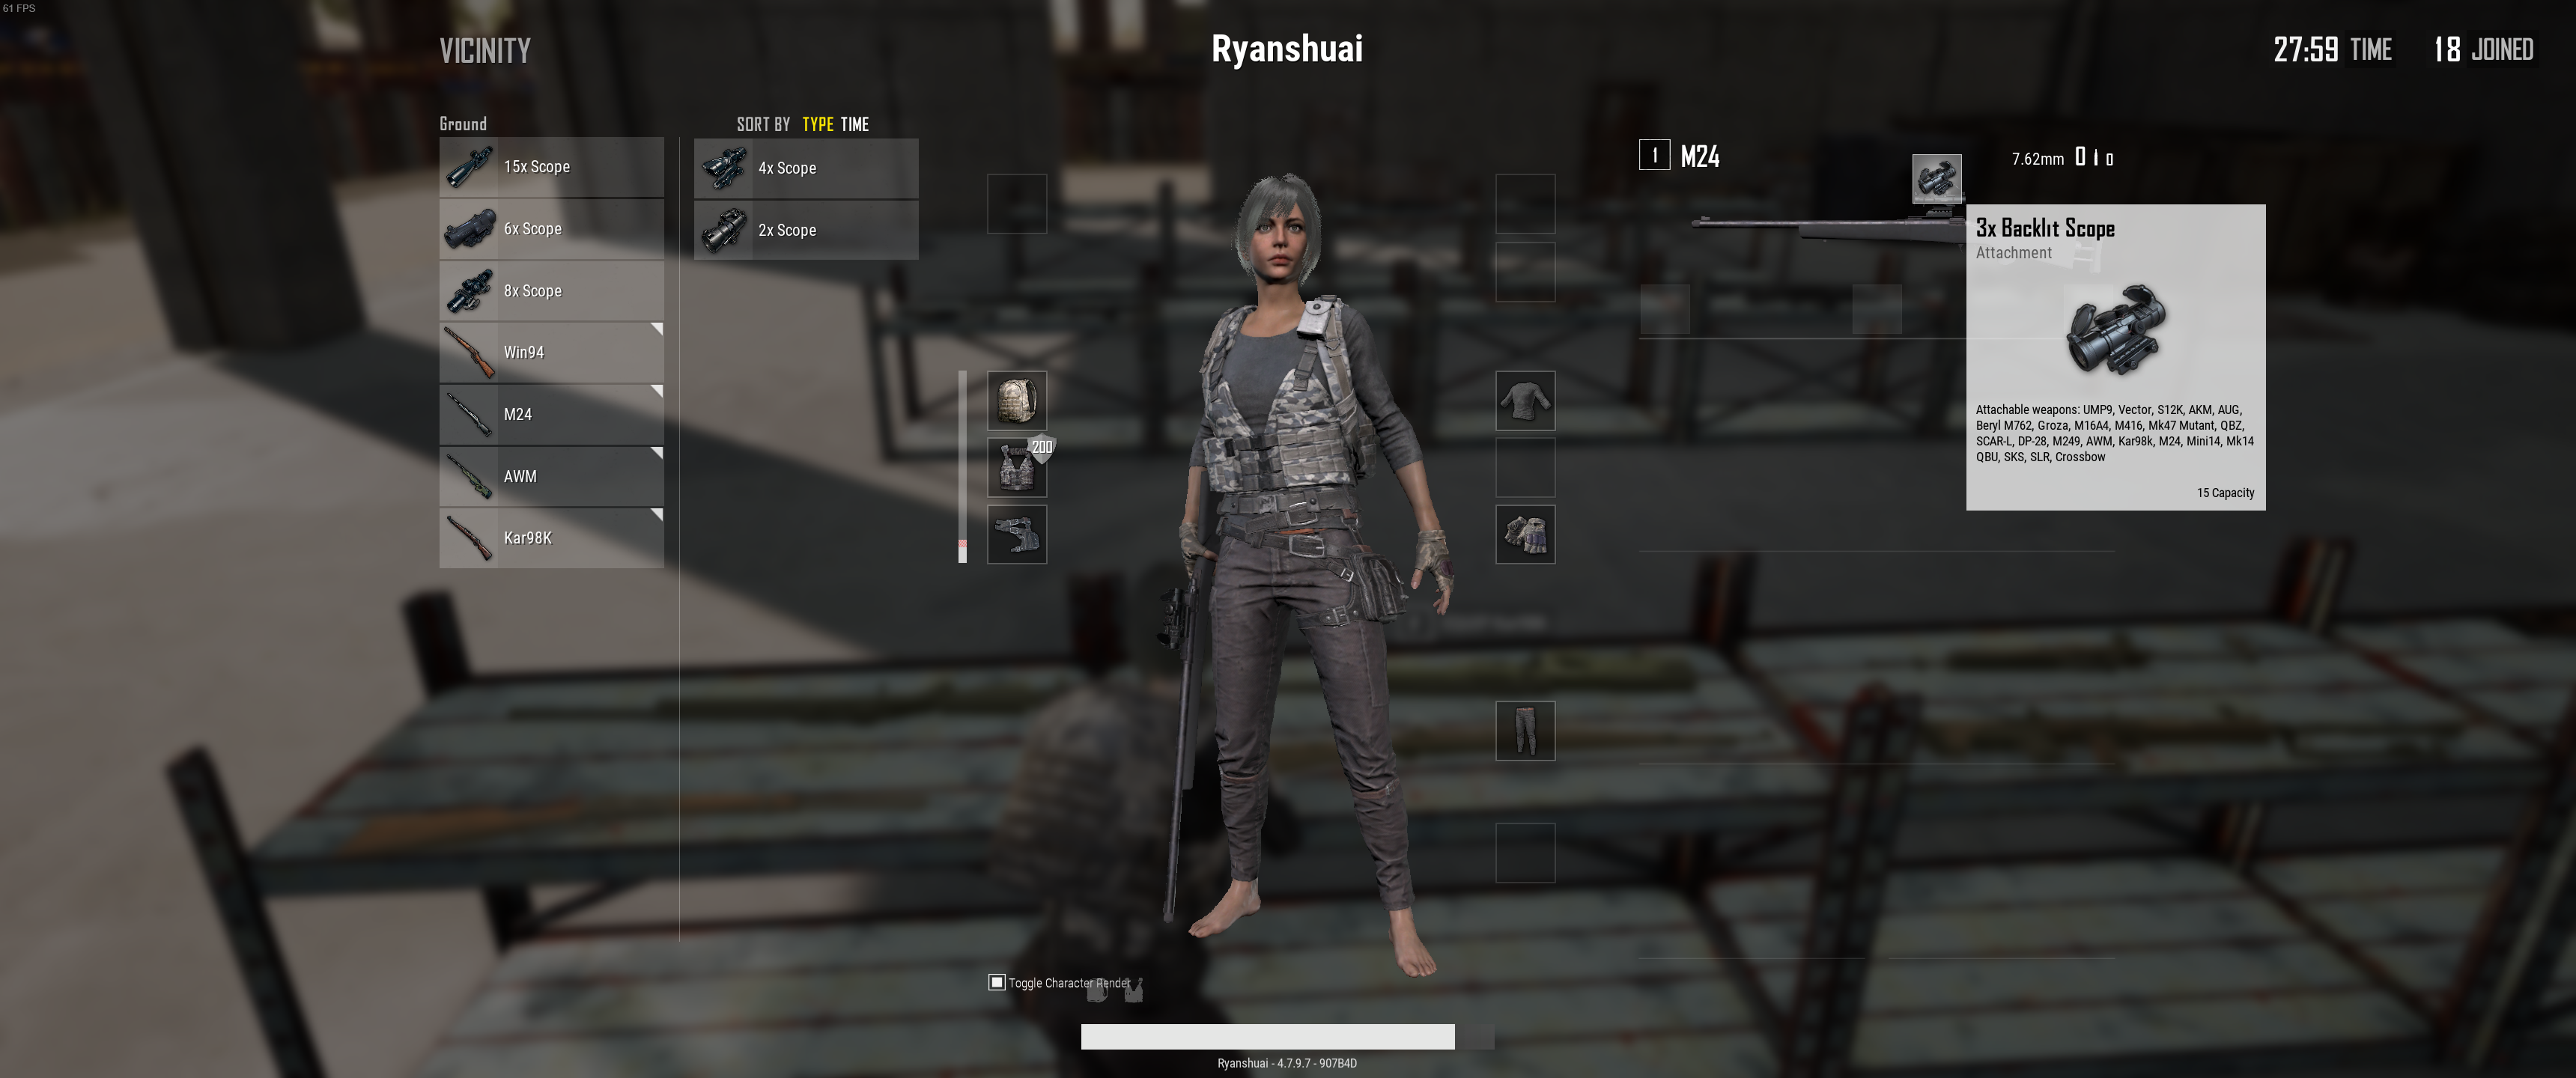 61 FPS
VICINITY
Ryanshuai
27:59 TIME 18 JOINED
Ground
SORT BY TYPE TIME
15x Scope
6x Scope
8x Scope
Win94
M24
AWM
Kar98K
4x Scope
2x Scope
200
1 M24
7.62mm 0 | 0
3x Backlit Scope
Attachment
Attachable weapons: UMP9, Vector, S12K, AKM, AUG,
Beryl M762, Groza, M16A4, M416, Mk47 Mutant, QBZ,
SCAR-L, DP-28, M249, AWM, Kar98k, M24, Mini14, Mk14
QBU, SKS, SLR, Crossbow
15 Capacity
Toggle Character Render
Ryanshuai - 4.7.9.7 - 907B4D